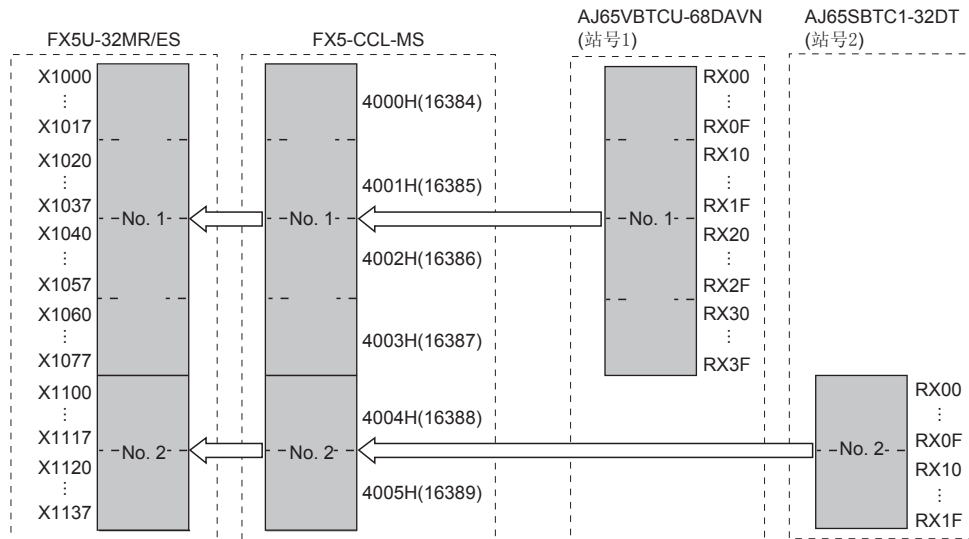 AJ65VBTCU-68DAVN
(站号1)
AJ65SBTC1-32DT
(站号2)
FX5U-32MR/ES
FX5-CCL-MS
X1000
⋮
X1017
X1020
⋮
X1037
X1040
⋮
X1057
X1060
⋮
X1077
X1100
⋮
X1117
X1120
⋮
X1137
No. 1
No. 2
No. 1
No. 2
4000H(16384)
4001H(16385)
4002H(16386)
4003H(16387)
4004H(16388)
4005H(16389)
No. 1
RX00
⋮
RX0F
RX10
⋮
RX1F
RX20
⋮
RX2F
RX30
⋮
RX3F
No. 2
RX00
⋮
RX0F
RX10
⋮
RX1F